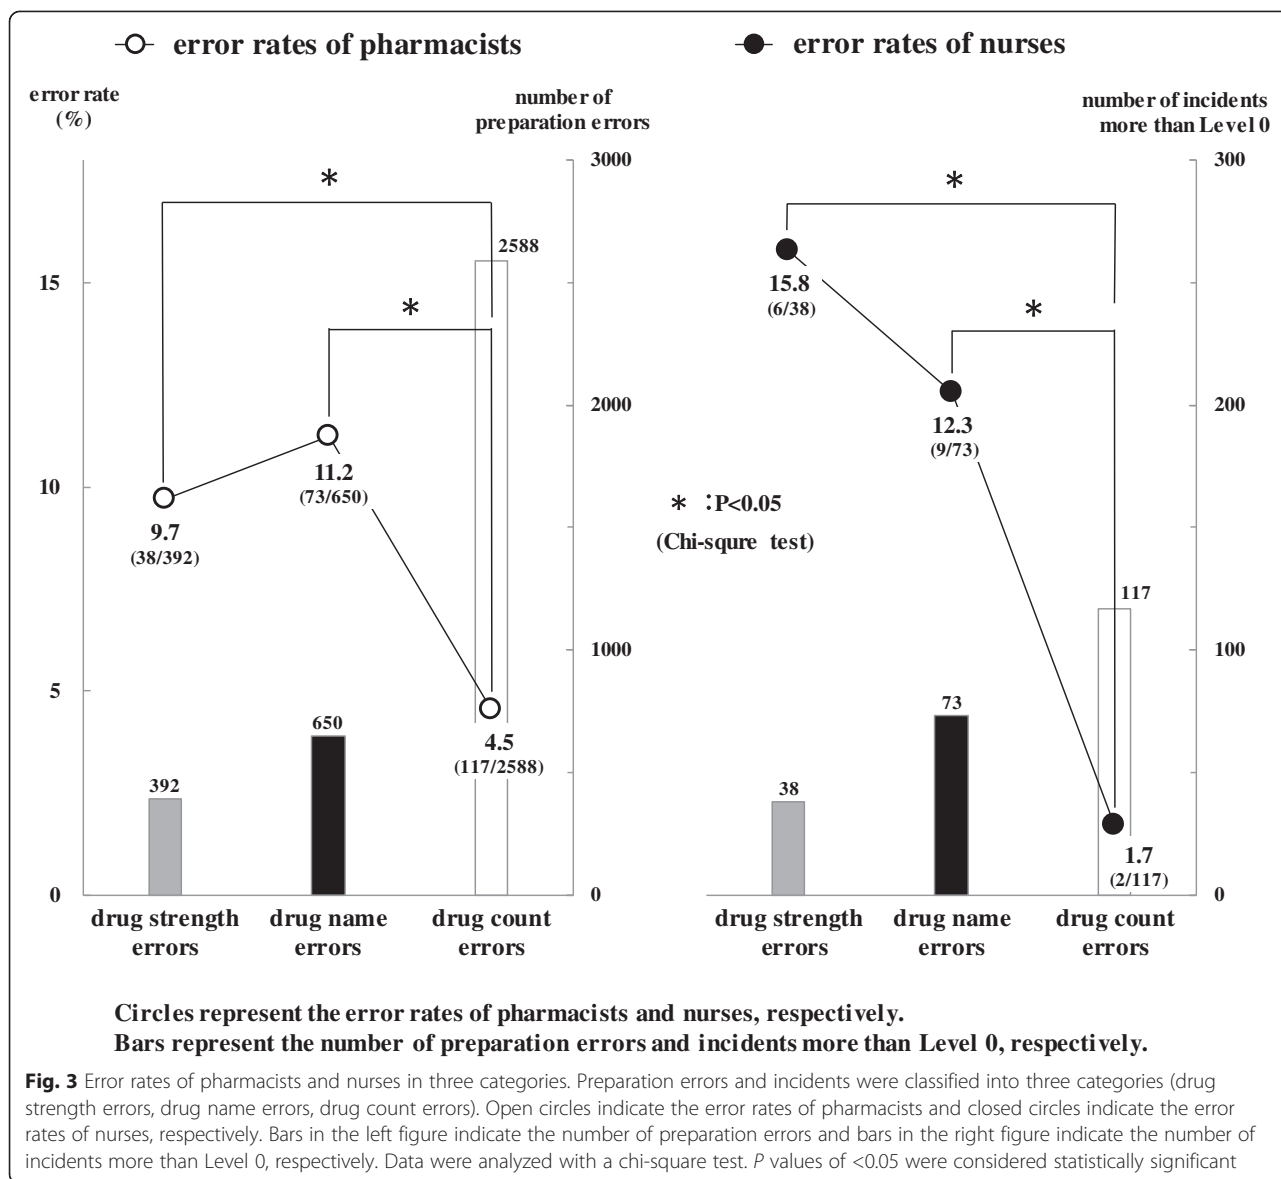 error rates of pharmacists
error rates of nurses
error rate
(%)
number of
preparation errors
number of incidents
more than Level 0
15
10
5
0
3000
2000
1000
0
300
200
100
0
*
*
2588
9.7
(38/392)
11.2
(73/650)
4.5
(117/2588)
392
650
*
*
15.8
(6/38)
12.3
(9/73)
1.7
(2/117)
38
73
117
* :P<0.05
(Chi-squre test)
drug strength
errors
drug name
errors
drug count
errors
drug strength
errors
drug name
errors
drug count
errors
Circles represent the error rates of pharmacists and nurses, respectively.
Bars represent the number of preparation errors and incidents more than Level 0, respectively.
Fig. 3 Error rates of pharmacists and nurses in three categories. Preparation errors and incidents were classified into three categories (drug
strength errors, drug name errors, drug count errors). Open circles indicate the error rates of pharmacists and closed circles indicate the error
rates of nurses, respectively. Bars in the left figure indicate the number of preparation errors and bars in the right figure indicate the number of
incidents more than Level 0, respectively. Data were analyzed with a chi-square test. P values of <0.05 were considered statistically significant